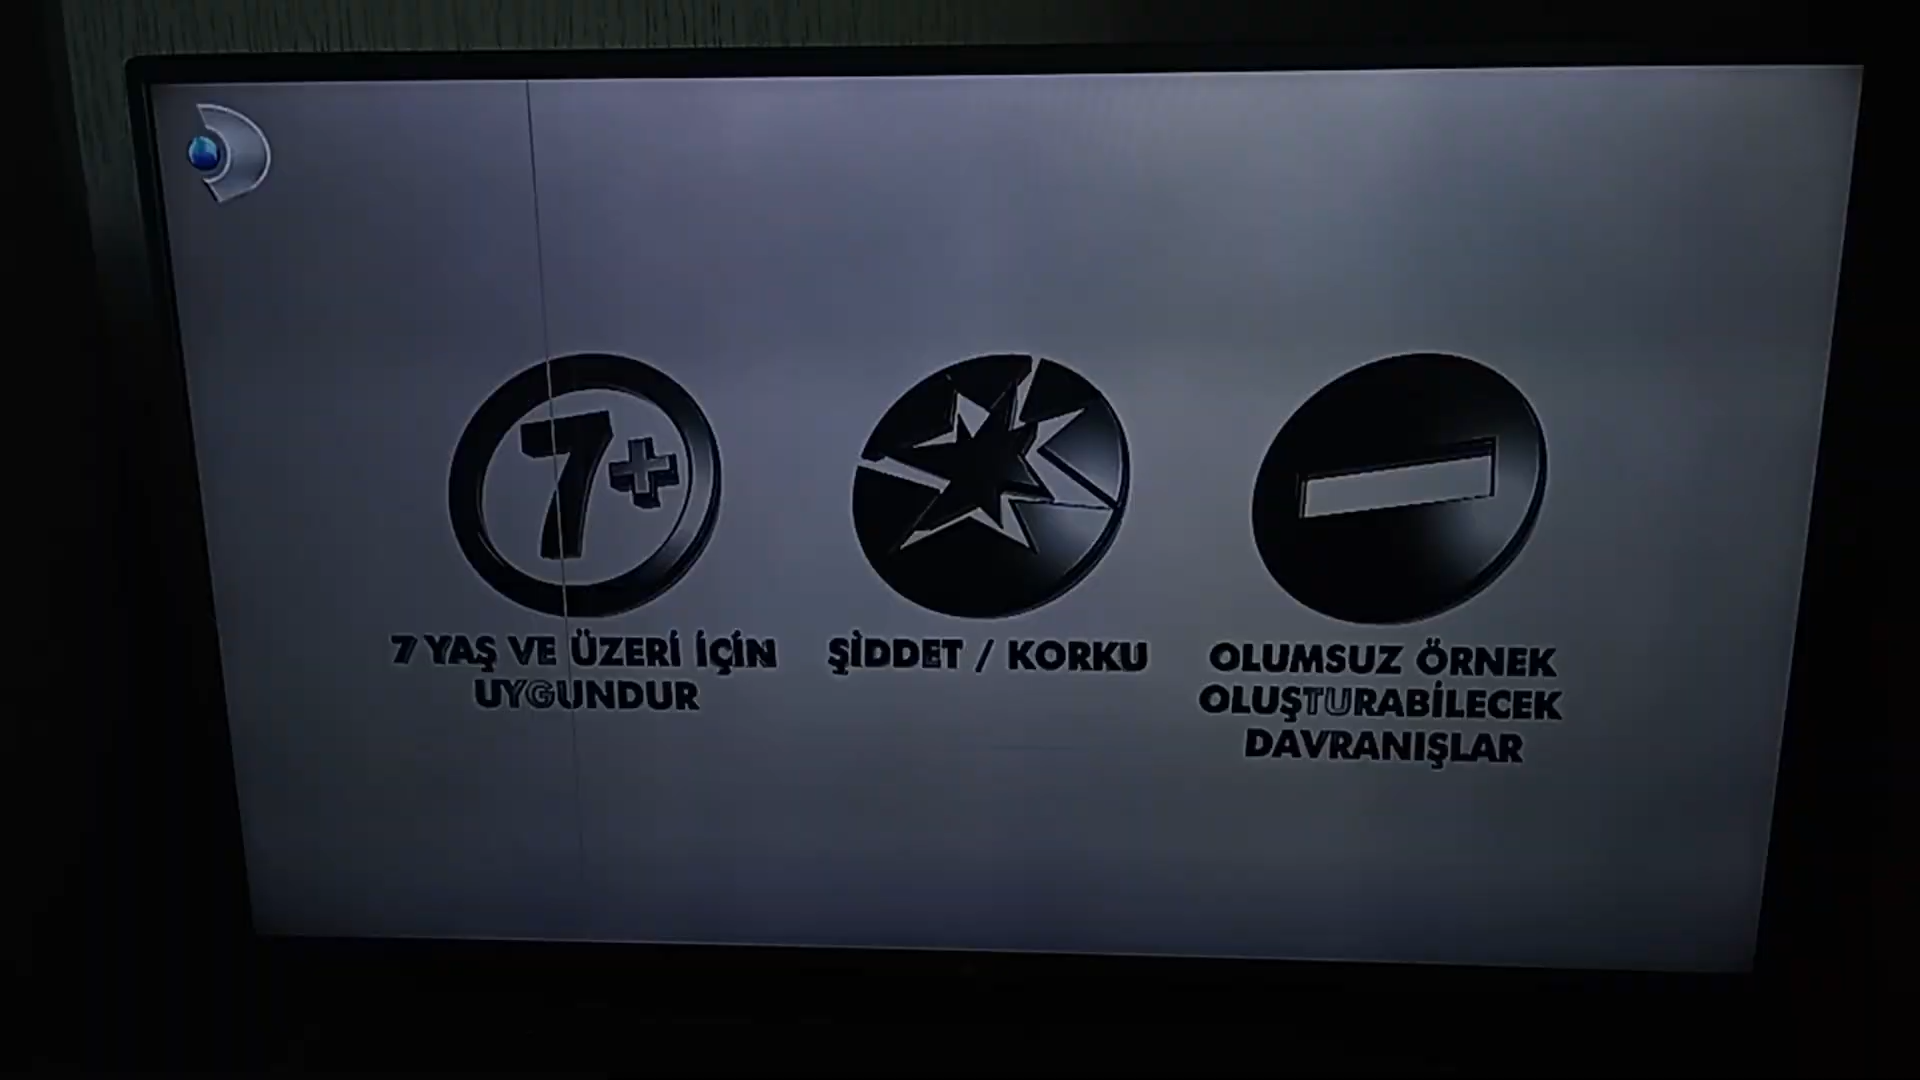 7+
7 YAŞ VE ÜZERİ İÇİN
UYGUNDUR
ŞİDDET / KORKU
OLUMSUZ ÖRNEK
OLUŞTURABİLECEK
DAVRANIŞLAR